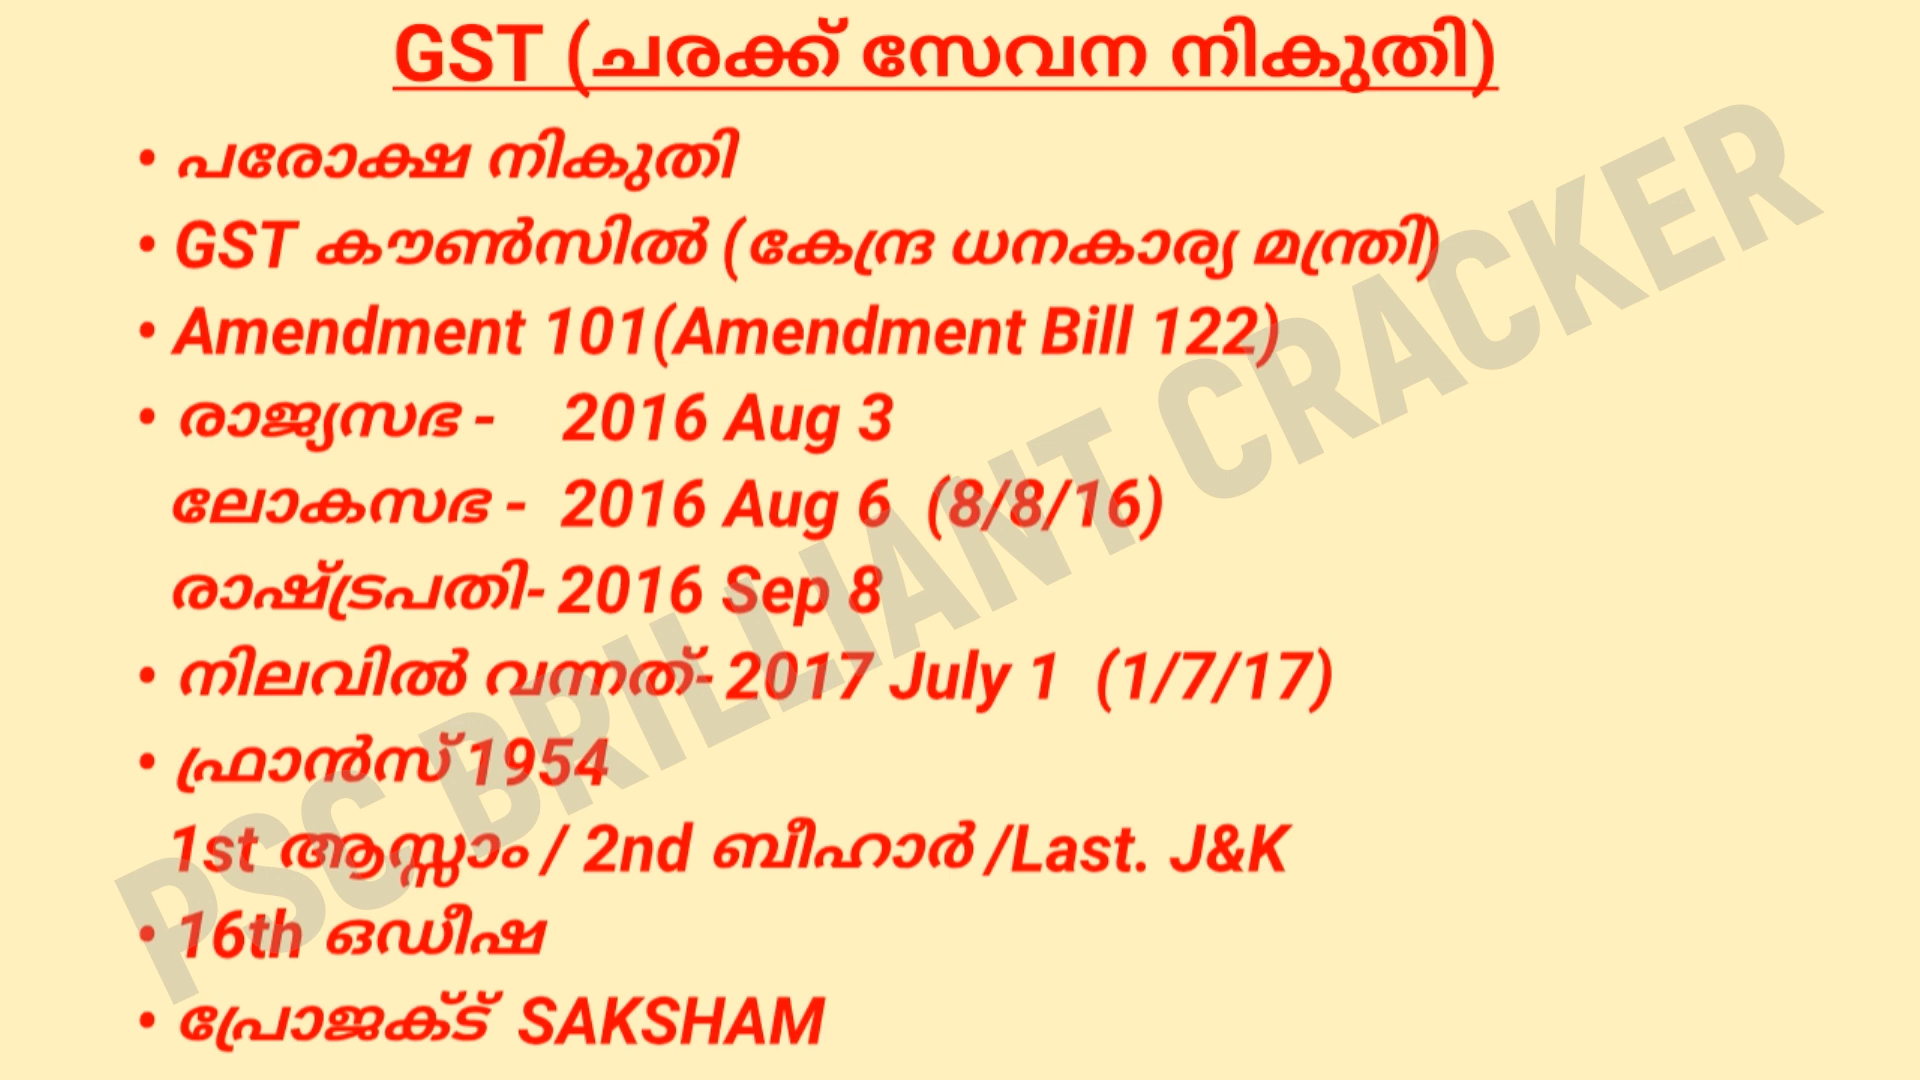 GST (ചരക്ക് സേവന നികുതി)
• പരോക്ഷ നികുതി
• GST കൗൺസിൽ (കേന്ദ്ര ധനകാര്യ മന്ത്രി)
• Amendment 101(Amendment Bill 122)
• രാജ്യസഭ - 2016 Aug 3
ലോകസഭ - 2016 Aug 6 (8/8/16)
രാഷ്ട്രപതി- 2016 Sep 8
• നിലവിൽ വന്നത്- 2017 July 1 (1/7/17)
• ഫ്രാൻസ് 1954
1st ആസ്സാം / 2nd ബീഹാർ /Last. J&K
• 16th ഒഡീഷ
• പ്രോജക്ട് SAKSHAM
PSC BRILLIANT CRACKER